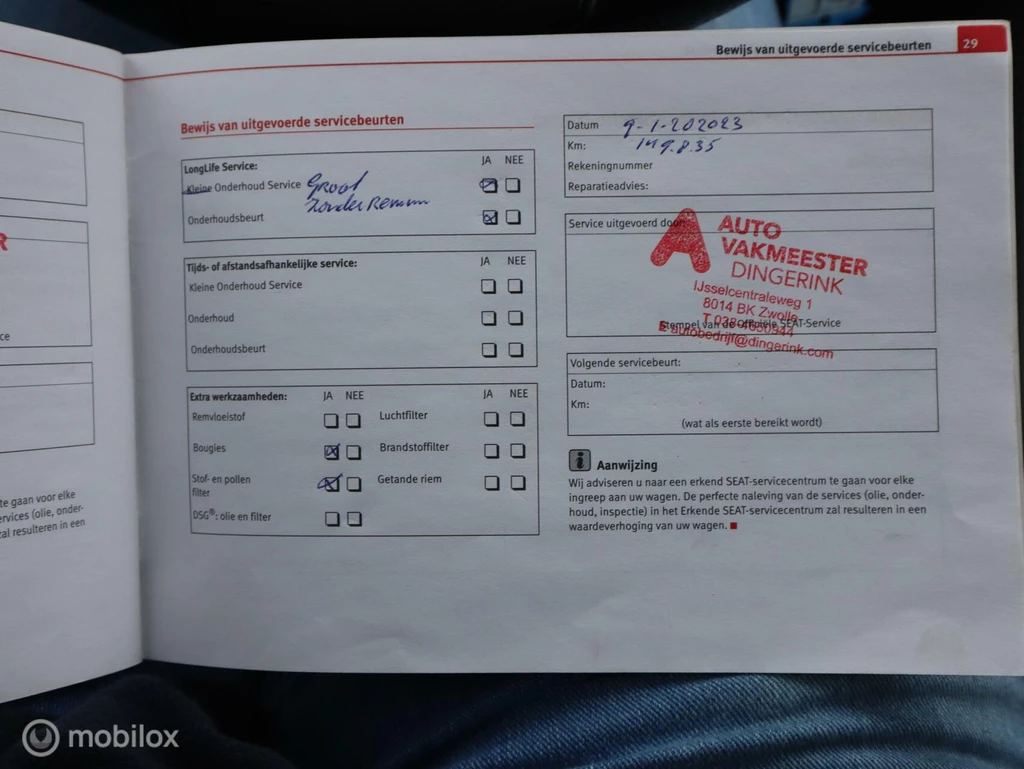 Bewijs van uitgevoerde servicebeurten 29
Bewijs van uitgevoerde servicebeurten
LongLife Service:
JA NEE
Kleine Onderhoud Service Groot
zonder Remmen
Onderhoudsbeurt
Tijds- of afstandsafhankelijke service:
JA NEE
Kleine Onderhoud Service
Onderhoud
Onderhoudsbeurt
Extra werkzaamheden: JA NEE JA NEE
Remvloeistof Luchtfilter
Bougies Brandstoffilter
Stof- en pollen Getande riem
filter
DSG®: olie en filter
Datum 9-1-202023
Km: 149.835
Rekeningnummer
Reparatieadvies:
Service uitgevoerd door
AUTO
VAKMEESTER
DINGERINK
IJsselcentraleweg 1
8014 BK Zwolle
Stempel van de officiële SEAT-Service
E autobedrijf@dingerink.com
Volgende servicebeurt:
Datum:
Km:
(wat als eerste bereikt wordt)
Aanwijzing
Wij adviseren u naar een erkend SEAT-servicecentrum te gaan voor elke
ingreep aan uw wagen. De perfecte naleving van de services (olie, onder-
houd, inspectie) in het Erkende SEAT-servicecentrum zal resulteren in een
waardeverhoging van uw wagen.
R
ce
te gaan voor elke
ervices (olie, onder-
zal resulteren in een
mobilox